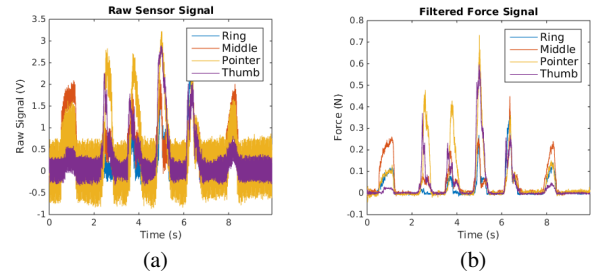 Raw Sensor Signal
3.5
3
2.5
2
1.5
1
0.5
0
-0.5
-1
Raw Signal (V)
0 2 4 6 8
Time (s)
Ring
Middle
Pointer
Thumb
(a)
Filtered Force Signal
0.8
0.7
0.6
0.5
0.4
0.3
0.2
0.1
0
-0.1
Force (N)
0 2 4 6 8
Time (s)
Ring
Middle
Pointer
Thumb
(b)